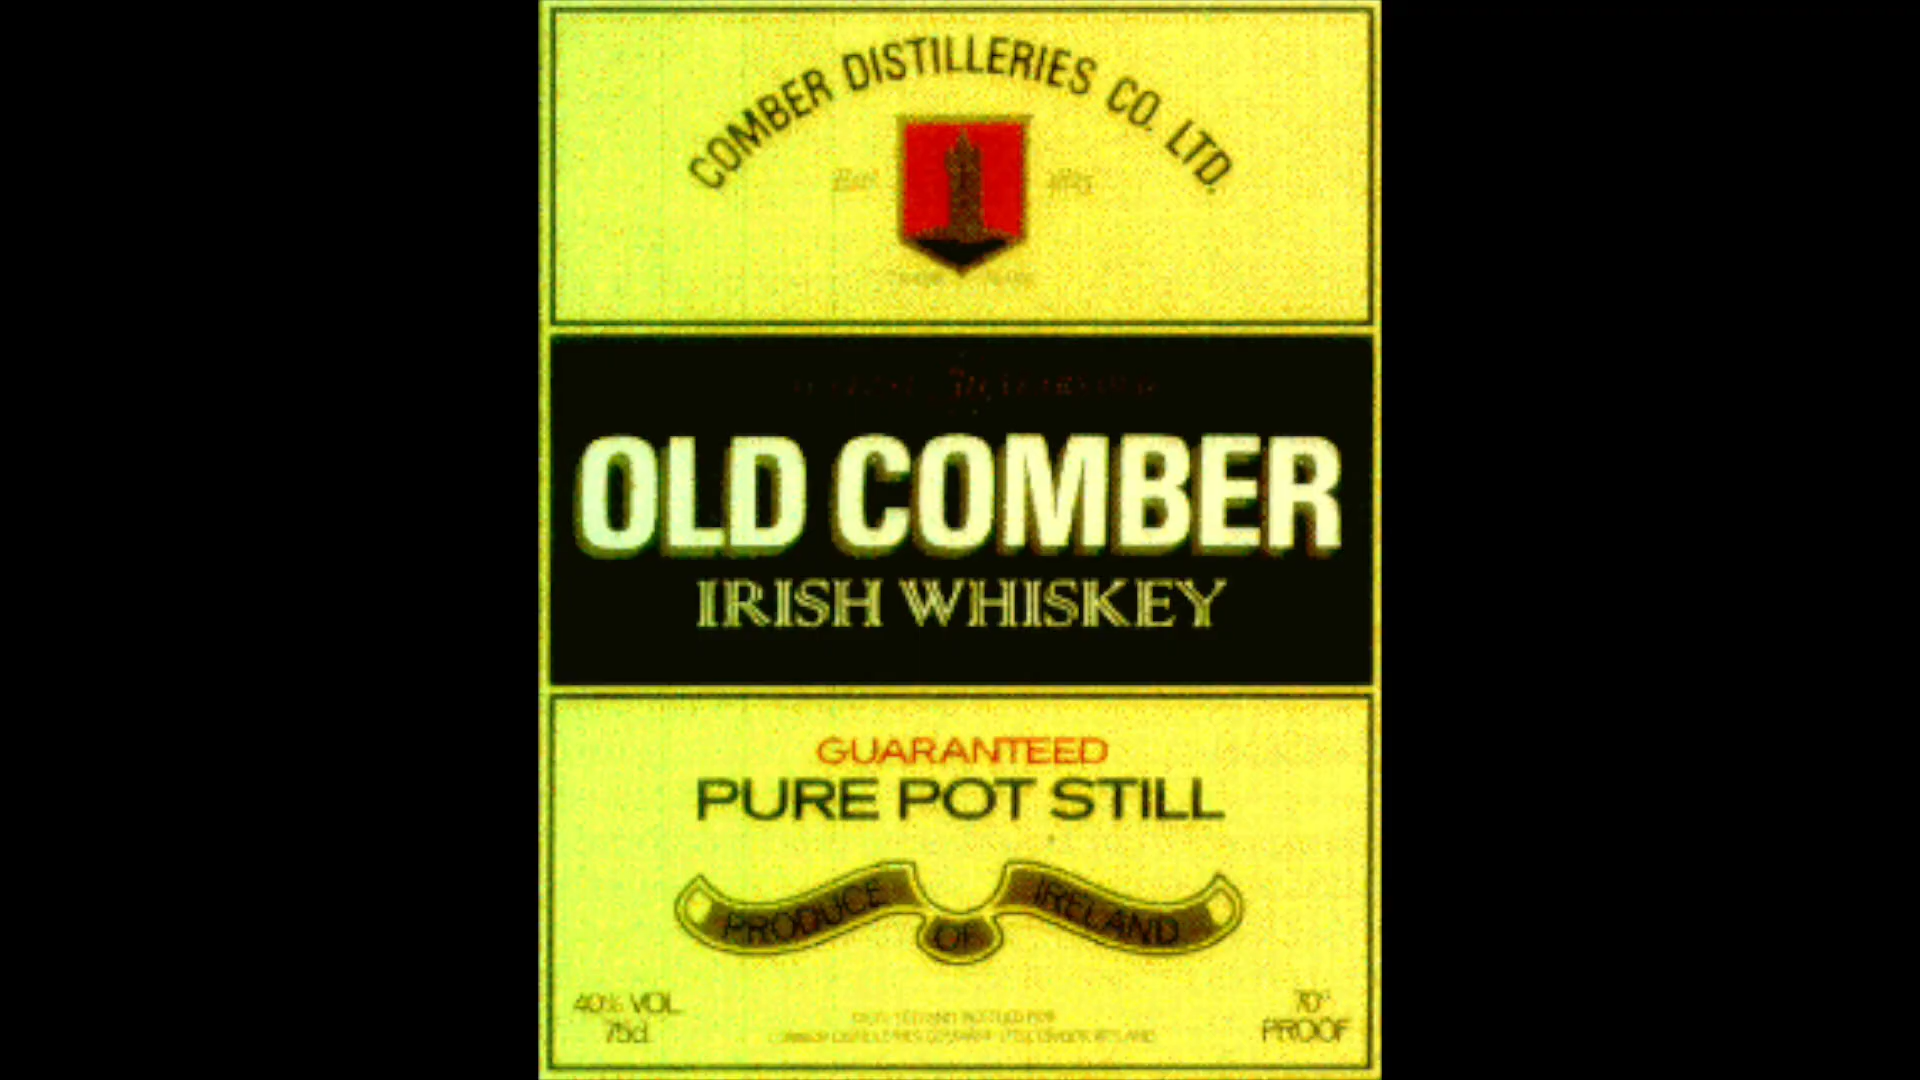 COMBER DISTILLERIES CO. LTD.
Estd
OLD COMBER
IRISH WHISKEY
GUARANTEED
PURE POT STILL
PRODUCE OF IRELAND
40% VOL
75cl
70°
PROOF